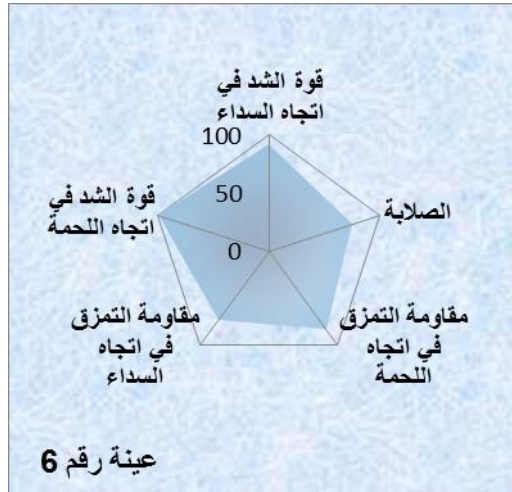 قوة الشد في
اتجاه السداء
100
50
0
الصلابة
مقاومة التمزق
في اتجاه
اللحمة
مقاومة التمزق
في اتجاه
السداء
قوة الشد في
اتجاه اللحمة
عينة رقم 6